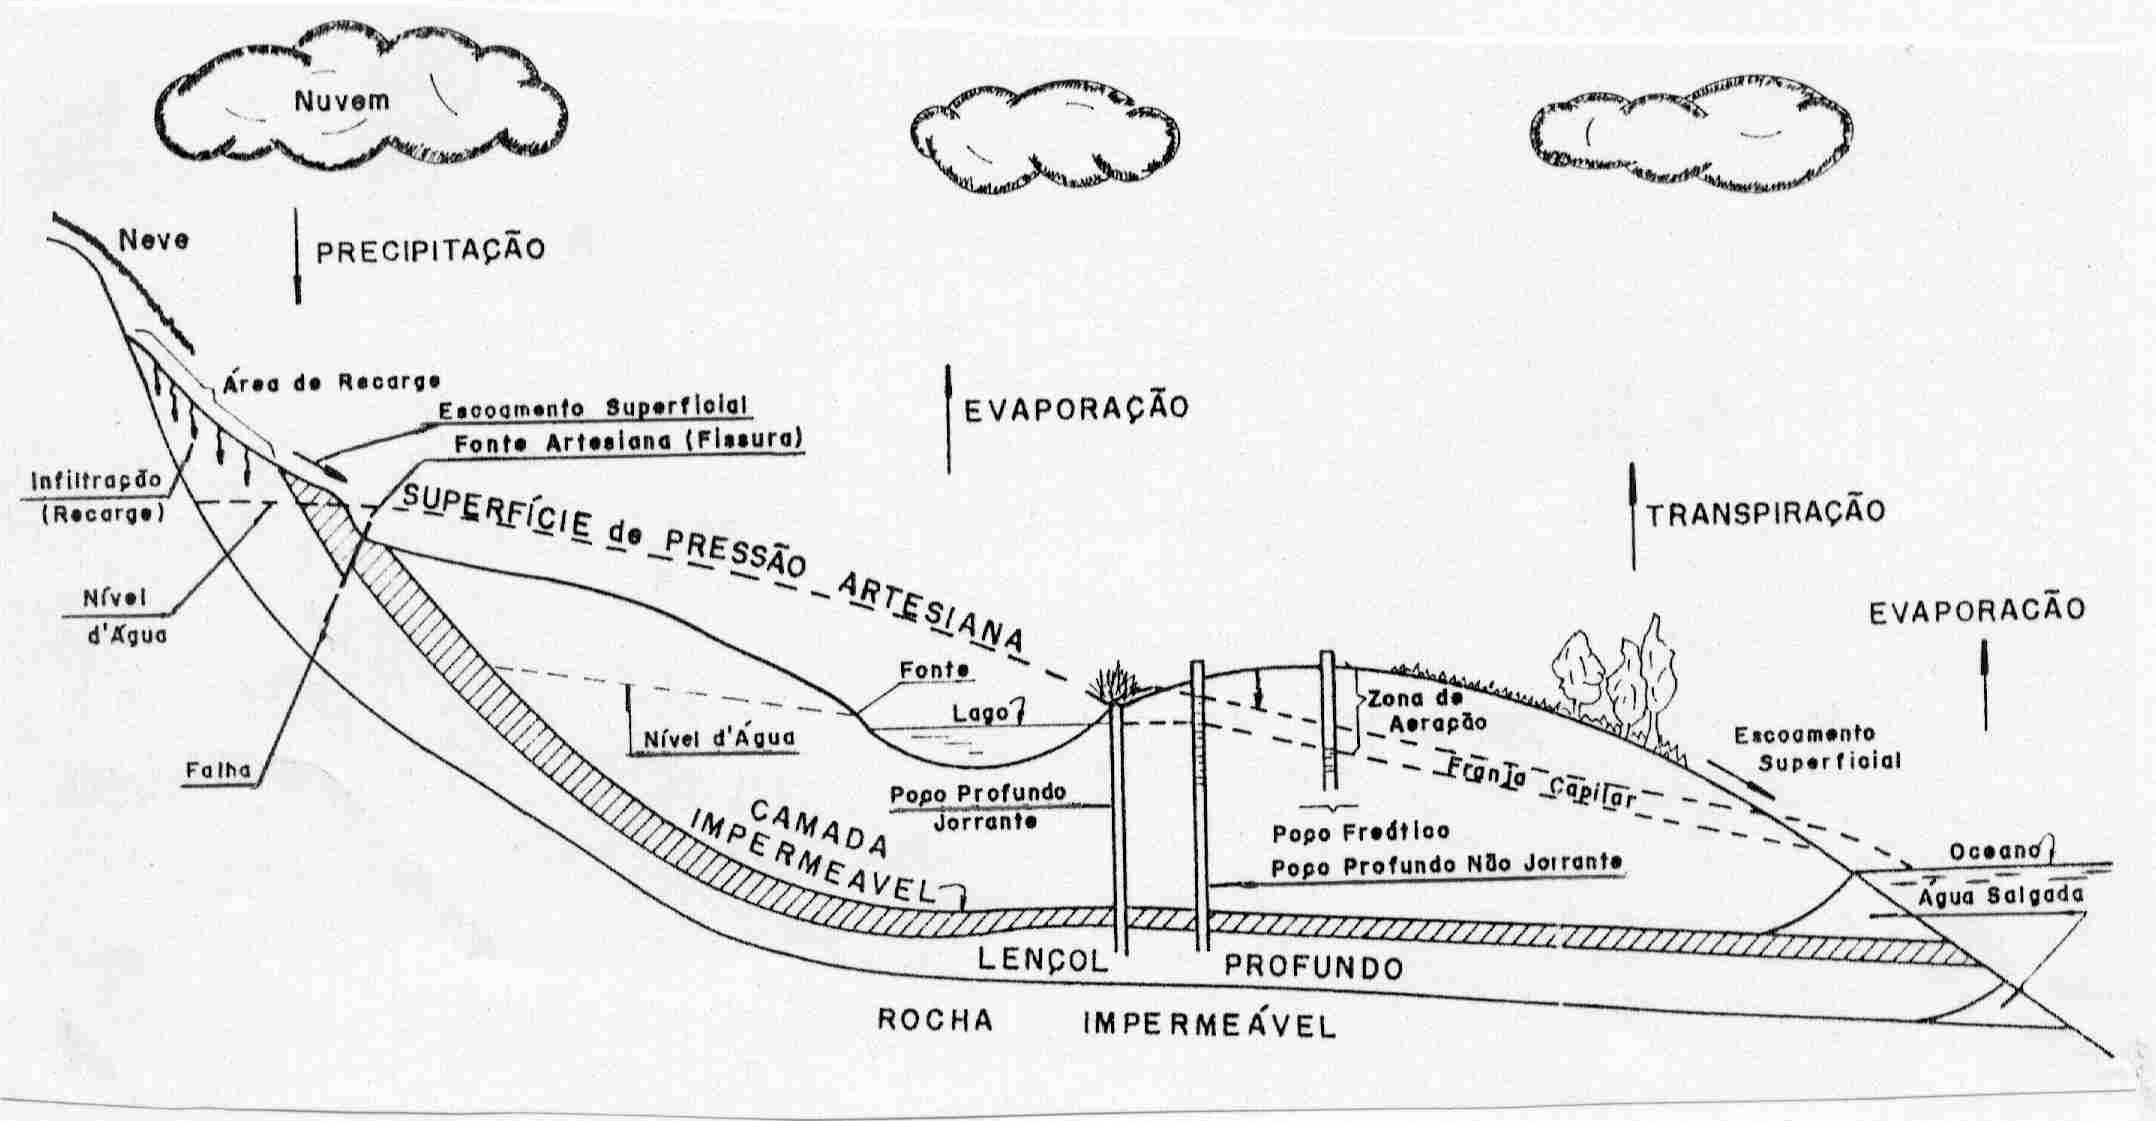 Nuvem
Neve
PRECIPITAÇÃO
Área de Recarge
Escoamento Superficial
Fonte Artesiana (Fissura)
EVAPORAÇÃO
Infiltração
(Recarge)
SUPERFÍCIE de PRESSÃO ARTESIANA
TRANSPIRAÇÃO
Nível
d'Água
EVAPORACÃO
Fonte
Lago
Zona de
Aeração
Nível d'Água
Escoamento
Superficial
Falha
Franja Capilar
Poço Profundo
Jorrante
CAMADA
IMPERMEAVEL
Poço Freático
Poço Profundo Não Jorrante
Oceano
Água Salgada
LENÇOL PROFUNDO
ROCHA IMPERMEÁVEL